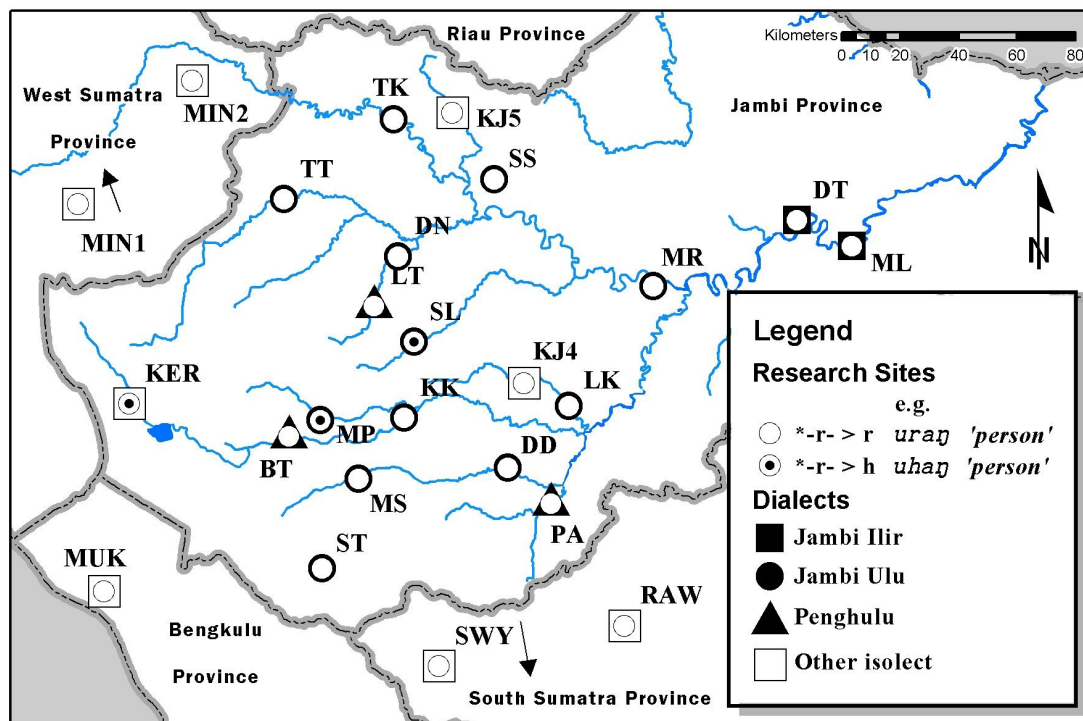 Riau Province
Kilometers
0 10 20 40 60 80
West Sumatra
Province
MIN2
TK
KJ5
Jambi Province
SS
TT
DT
MIN1
DN
LT
MR
ML
N
SL
KER
KJ4
LK
KK
MP
BT
DD
MS
PA
ST
MUK
RAW
SWY
Bengkulu
Province
South Sumatra Province
Legend
Research Sites
e.g.
*-r- > r uraŋ 'person'
*-r- > h uhaŋ 'person'
Dialects
Jambi Ilir
Jambi Ulu
Penghulu
Other isolect